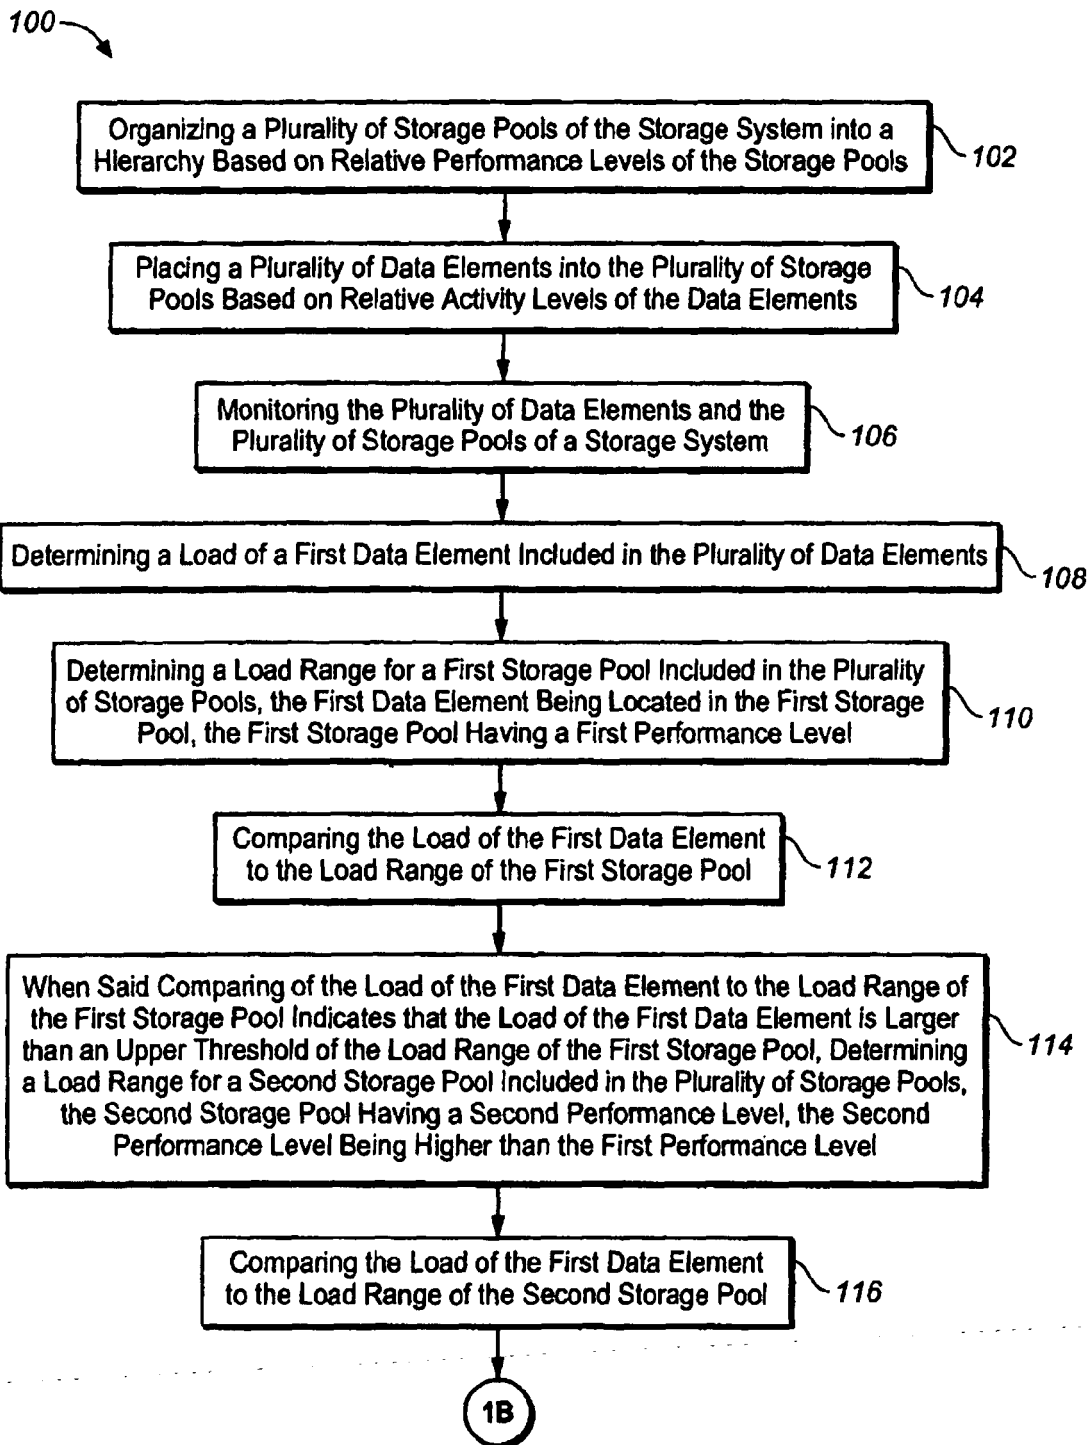 100
Organizing a Plurality of Storage Pools of the Storage System into a
Hierarchy Based on Relative Performance Levels of the Storage Pools
102
Placing a Plurality of Data Elements into the Plurality of Storage
Pools Based on Relative Activity Levels of the Data Elements
104
Monitoring the Plurality of Data Elements and the
Plurality of Storage Pools of a Storage System
106
Determining a Load of a First Data Element Included in the Plurality of Data Elements
108
Determining a Load Range for a First Storage Pool Included in the Plurality
of Storage Pools, the First Data Element Being Located in the First Storage
Pool, the First Storage Pool Having a First Performance Level
110
Comparing the Load of the First Data Element
to the Load Range of the First Storage Pool
112
When Said Comparing of the Load of the First Data Element to the Load Range of
the First Storage Pool Indicates that the Load of the First Data Element is Larger
than an Upper Threshold of the Load Range of the First Storage Pool, Determining
a Load Range for a Second Storage Pool Included in the Plurality of Storage Pools,
the Second Storage Pool Having a Second Performance Level, the Second
Performance Level Being Higher than the First Performance Level
114
Comparing the Load of the First Data Element
to the Load Range of the Second Storage Pool
116
1B